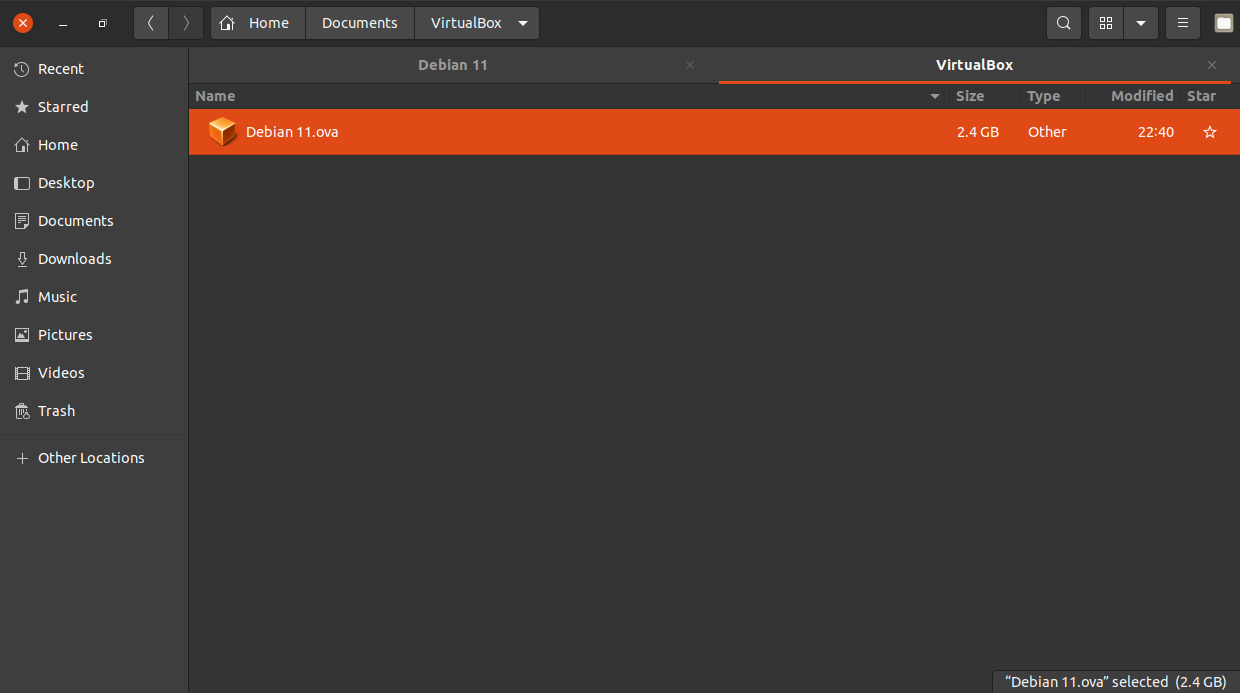 Home Documents VirtualBox
Recent
Starred
Home
Desktop
Documents
Downloads
Music
Pictures
Videos
Trash
Other Locations
Debian 11 VirtualBox
Name Size Type Modified Star
Debian 11.ova 2.4 GB Other 22:40
“Debian 11.ova” selected (2.4 GB)